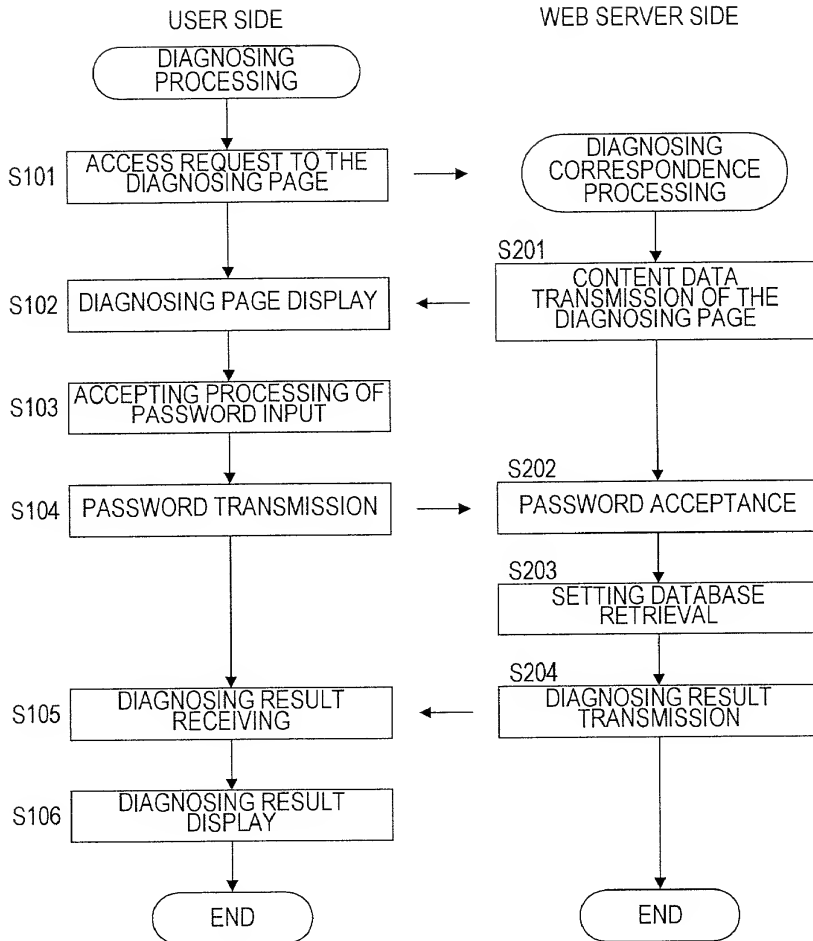 USER SIDE
WEB SERVER SIDE
DIAGNOSING
PROCESSING
S101
ACCESS REQUEST TO THE
DIAGNOSING PAGE
DIAGNOSING
CORRESPONDENCE
PROCESSING
S201
CONTENT DATA
TRANSMISSION OF THE
DIAGNOSING PAGE
S102
DIAGNOSING PAGE DISPLAY
S103
ACCEPTING PROCESSING OF
PASSWORD INPUT
S104
PASSWORD TRANSMISSION
S202
PASSWORD ACCEPTANCE
S203
SETTING DATABASE
RETRIEVAL
S204
DIAGNOSING RESULT
TRANSMISSION
S105
DIAGNOSING RESULT
RECEIVING
S106
DIAGNOSING RESULT
DISPLAY
END
END